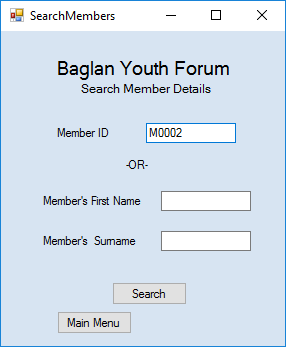 SearchMembers
Baglan Youth Forum
Search Member Details
Member ID M0002
-OR-
Member's First Name
Member's  Surname
Search
Main Menu